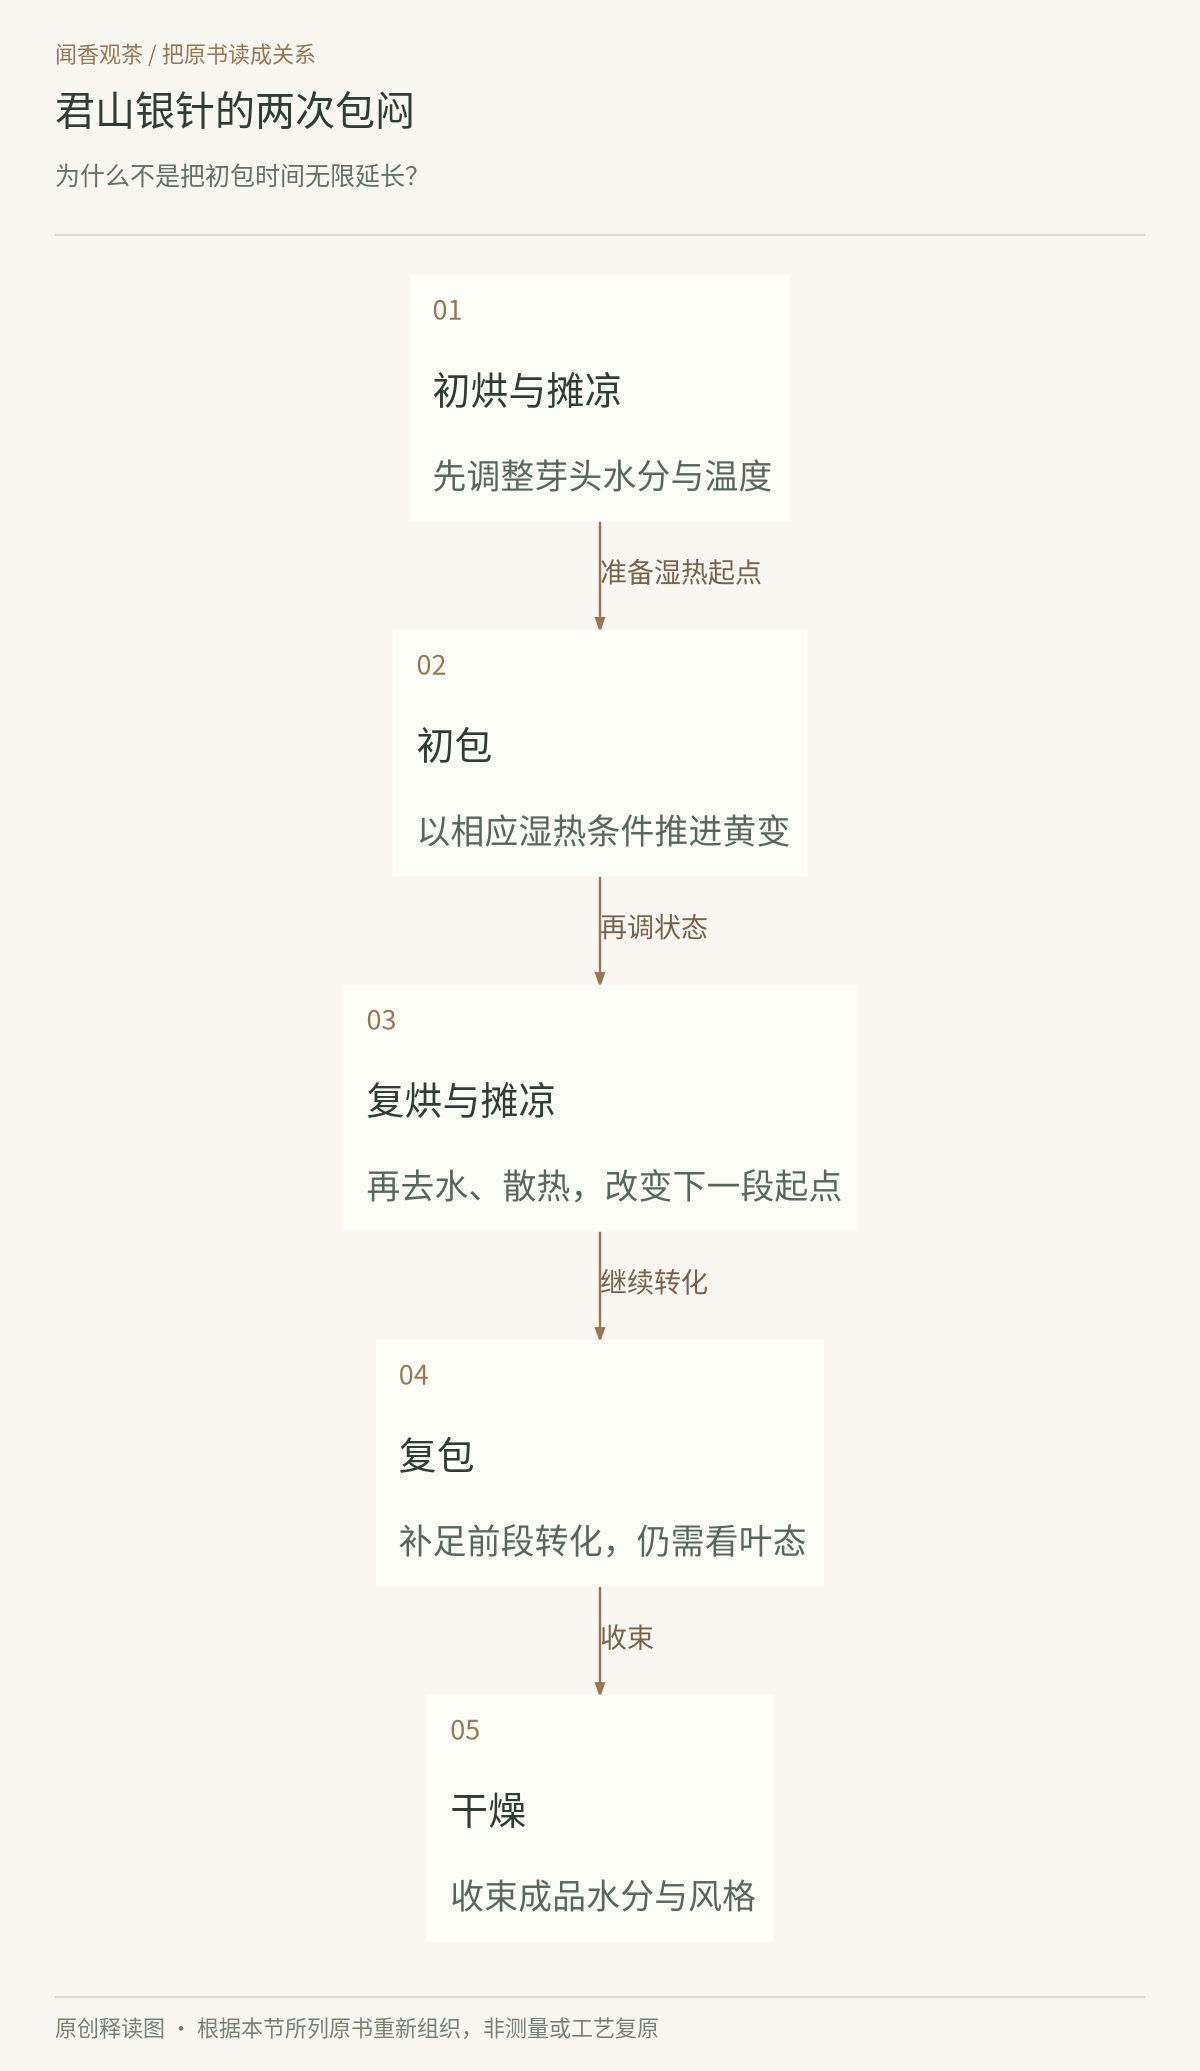 闻香观茶 / 把原书读成关系
君山银针的两次包闷
为什么不是把初包时间无限延长？
01
初烘与摊凉
先调整芽头水分与温度
准备湿热起点
02
初包
以相应湿热条件推进黄变
再调状态
03
复烘与摊凉
再去水、散热，改变下一段起点
继续转化
04
复包
补足前段转化，仍需看叶态
收束
05
干燥
收束成品水分与风格
原创释读图 · 根据本节所列原书重新组织，非测量或工艺复原